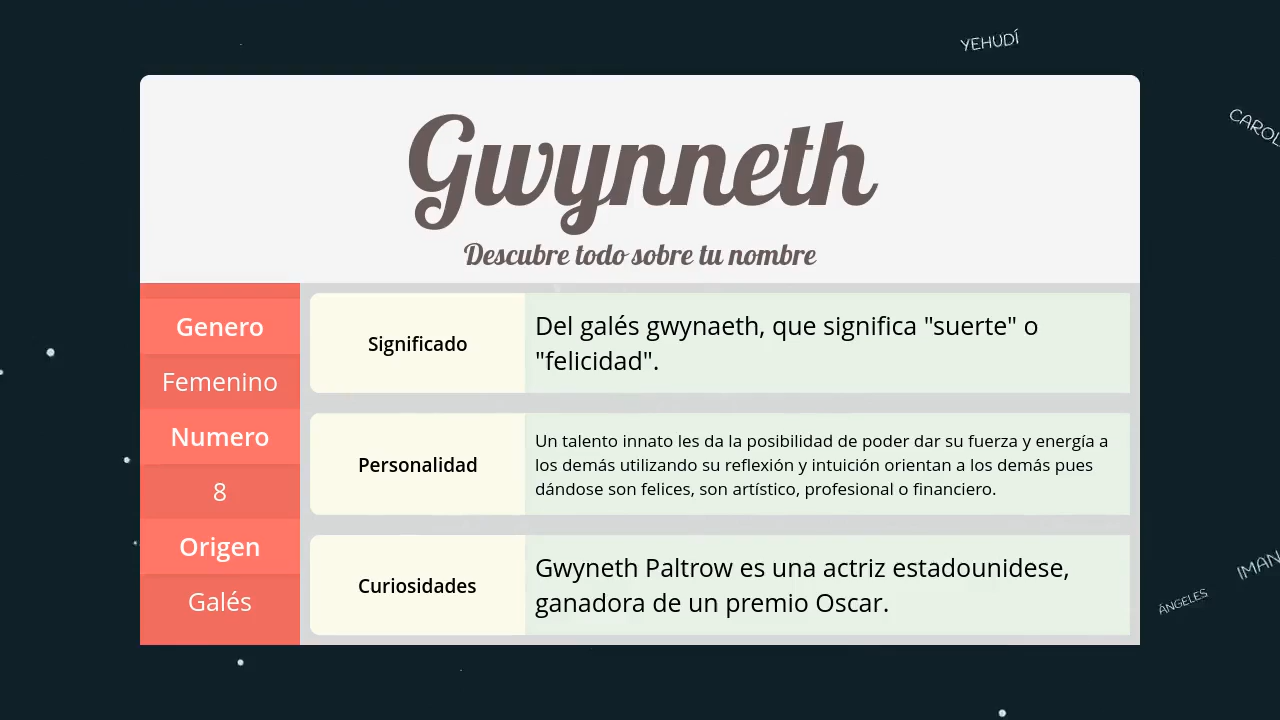 YEHUDÍ
CAROL
Gwynneth
Descubre todo sobre tu nombre
Genero
Femenino
Numero
8
Origen
Galés
Significado
Del galés gwynaeth, que significa "suerte" o
"felicidad".
Personalidad
Un talento innato les da la posibilidad de poder dar su fuerza y energía a
los demás utilizando su reflexión y intuición orientan a los demás pues
dándose son felices, son artístico, profesional o financiero.
Curiosidades
Gwyneth Paltrow es una actriz estadounidese,
ganadora de un premio Oscar.
IMAN
ÁNGELES